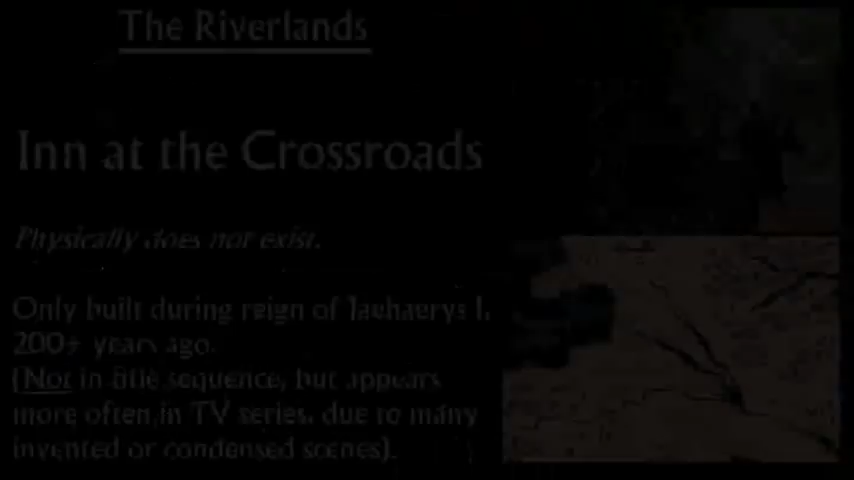 The Riverlands
Inn at the Crossroads
Physically does not exist.
Only built during reign of Jaehaerys I,
200+ years ago.
(Not in title sequence, but appears
more often in TV series, due to many
invented or condensed scenes).